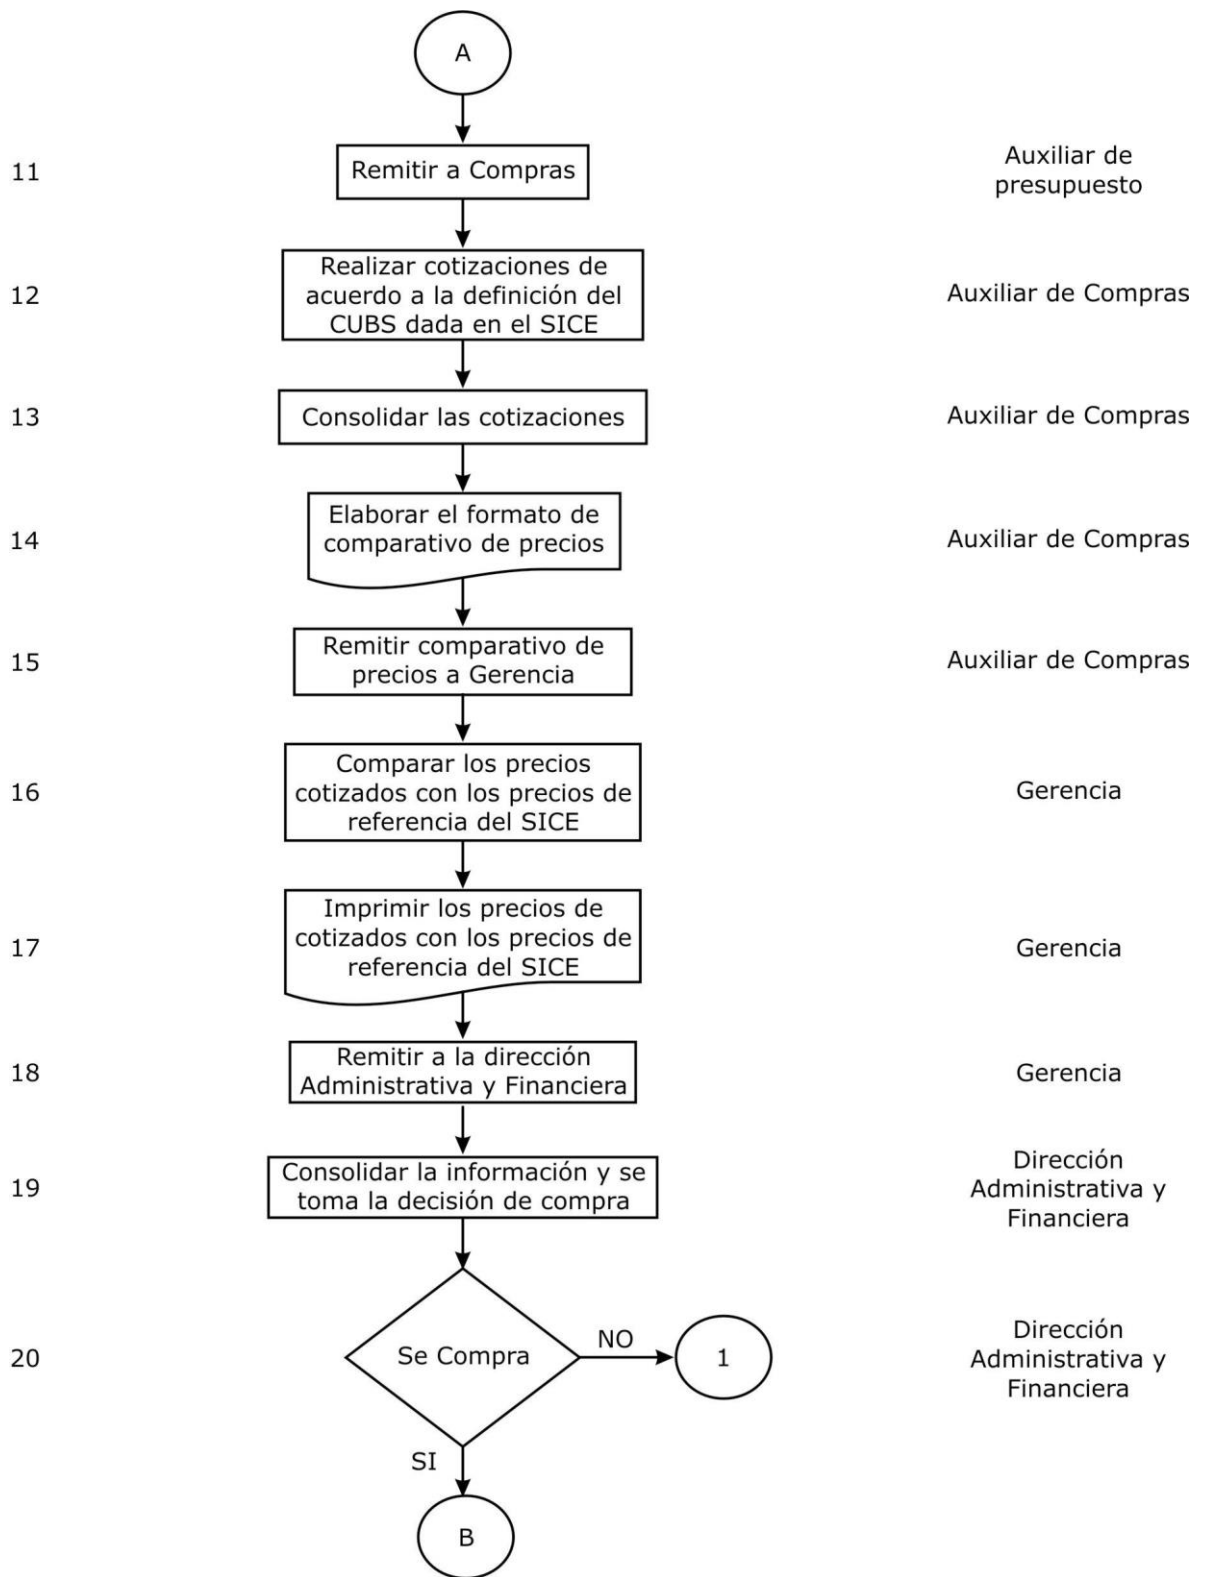 A
11
Remitir a Compras
Auxiliar de
presupuesto
12
Realizar cotizaciones de
acuerdo a la definición del
CUBS dada en el SICE
Auxiliar de Compras
13
Consolidar las cotizaciones
Auxiliar de Compras
14
Elaborar el formato de
comparativo de precios
Auxiliar de Compras
15
Remitir comparativo de
precios a Gerencia
Auxiliar de Compras
16
Comparar los precios
cotizados con los precios de
referencia del SICE
Gerencia
17
Imprimir los precios de
cotizados con los precios de
referencia del SICE
Gerencia
18
Remitir a la dirección
Administrativa y Financiera
Gerencia
19
Consolidar la información y se
toma la decisión de compra
Dirección
Administrativa y
Financiera
20
Se Compra
NO
1
Dirección
Administrativa y
Financiera
SI
B